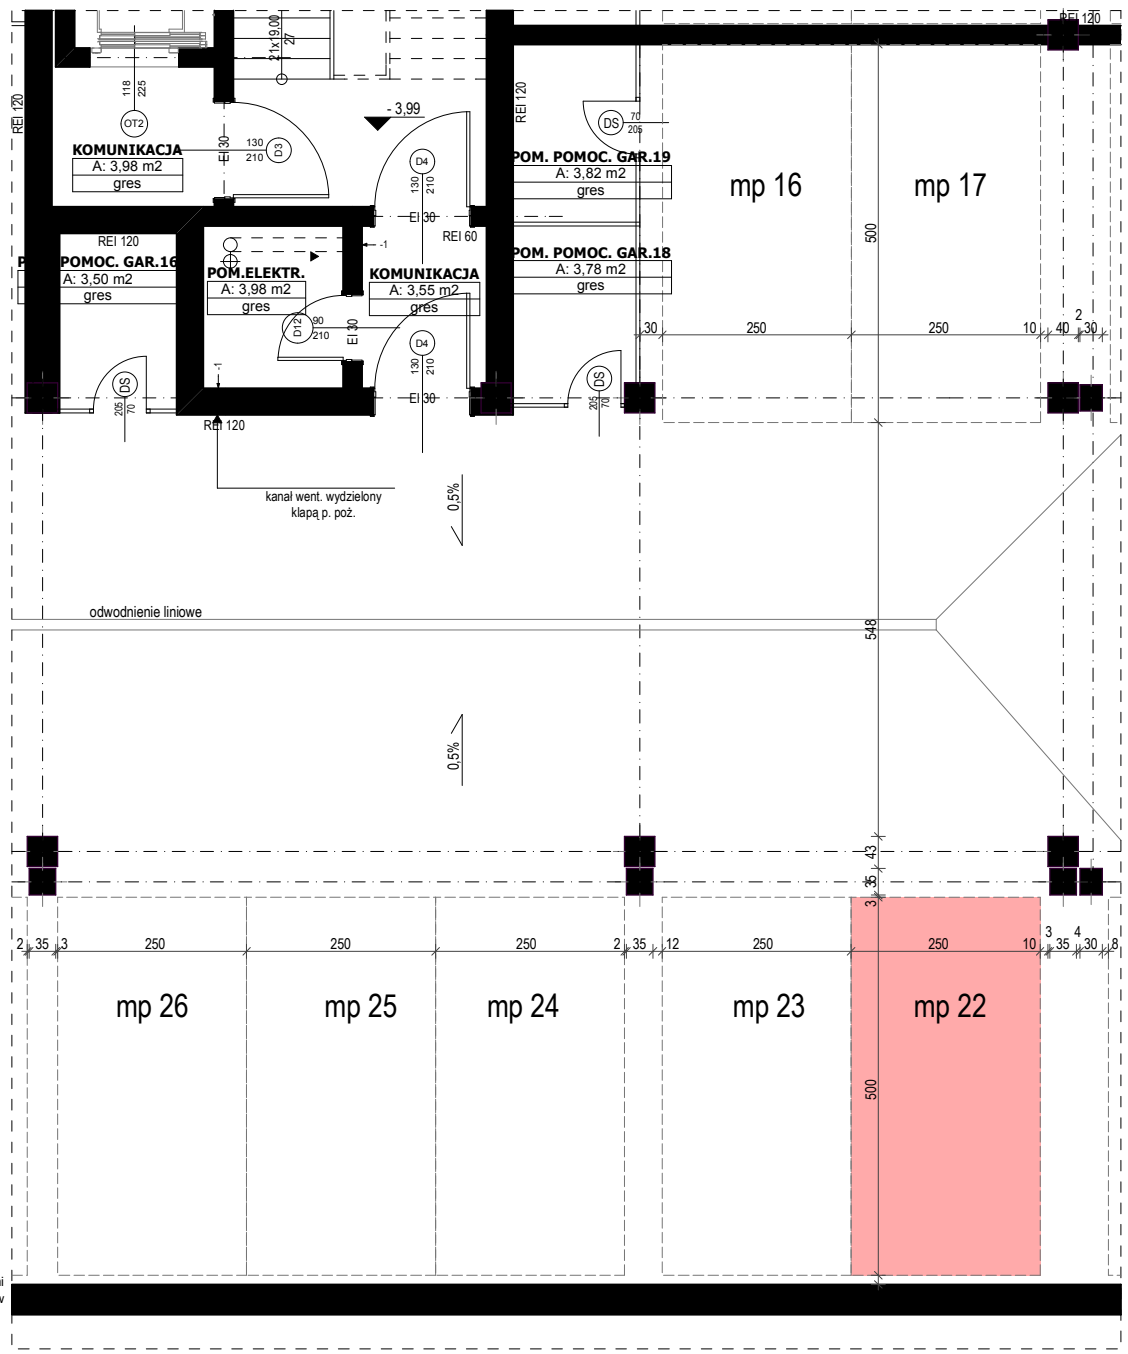 REI 120
21x19.00
27
118
225
REI 120
OT2
- 3,99
REI 120
70
205
DS
KOMUNIKACJA
A: 3,98 m2
gres
EI 30
130
210
D3
D4
130
210
EI 30
POM. POMOC. GAR.19
A: 3,82 m2
gres
mp 16
mp 17
500
REI 120
-1
REI 60
POMOC. GAR.16
A: 3,50 m2
gres
POM.ELEKTR.
A: 3,98 m2
gres
KOMUNIKACJA
A: 3,55 m2
gres
POM. POMOC. GAR.18
A: 3,78 m2
gres
D12
90
210
EI 30
D4
130
210
EI 30
30
250
250
10
40
2
30
-1
DS
205
70
DS
205
70
REI 120
kanał went. wydzielony
klapą p. poż.
0,5%
odwodnienie liniowe
548
0,5%
43
35
3
2
35
3
250
250
250
2
35
12
250
250
10
3
35
4
30
8
mp 26
mp 25
mp 24
mp 23
mp 22
500